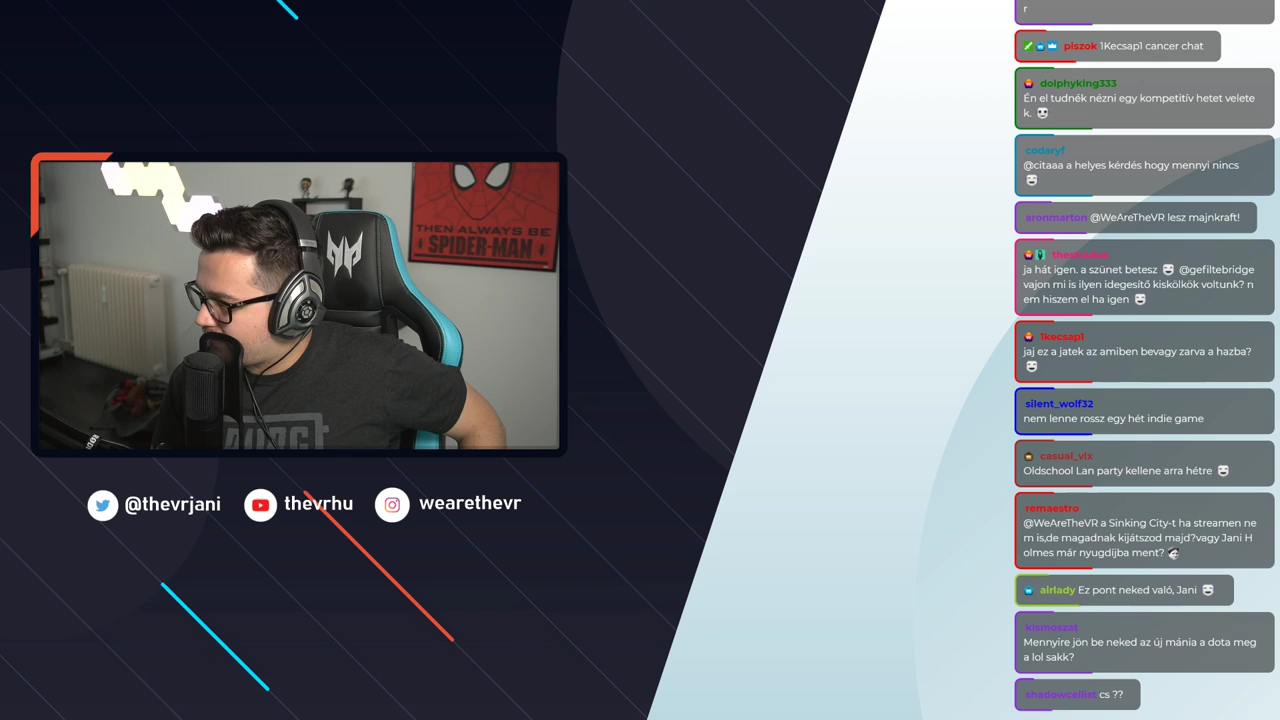 THEN ALWAYS BE
SPIDER-MAN
@thevrjani
thevrhu
wearethevr
r
piszok 1Kecsap1 cancer chat
dolphyking333
Én el tudnék nézni egy kompetitív hetet velete
k.
codaryf
@citaaa a helyes kérdés hogy mennyi nincs
aronmarton @WeAreTheVR lesz majnkraft!
ja hát igen. a szünet betesz @gefiltebridge
vajon mi is ilyen idegesítő kiskölkök voltunk? n
em hiszem el ha igen
1kecsap1
jaj ez a jatek az amiben bevagy zarva a hazba?
silent_wolf32
nem lenne rossz egy hét indie game
casual_vlx
Oldschool Lan party kellene arra hétre
remaestro
@WeAreTheVR a Sinking City-t ha streamen ne
m is,de magadnak kijátszod majd?vagy Jani H
olmes már nyugdíjba ment?
alrlady Ez pont neked való, Jani
kismoszat
Mennyire jön be neked az új mánia a dota meg
a lol sakk?
shadowcellist cs ??